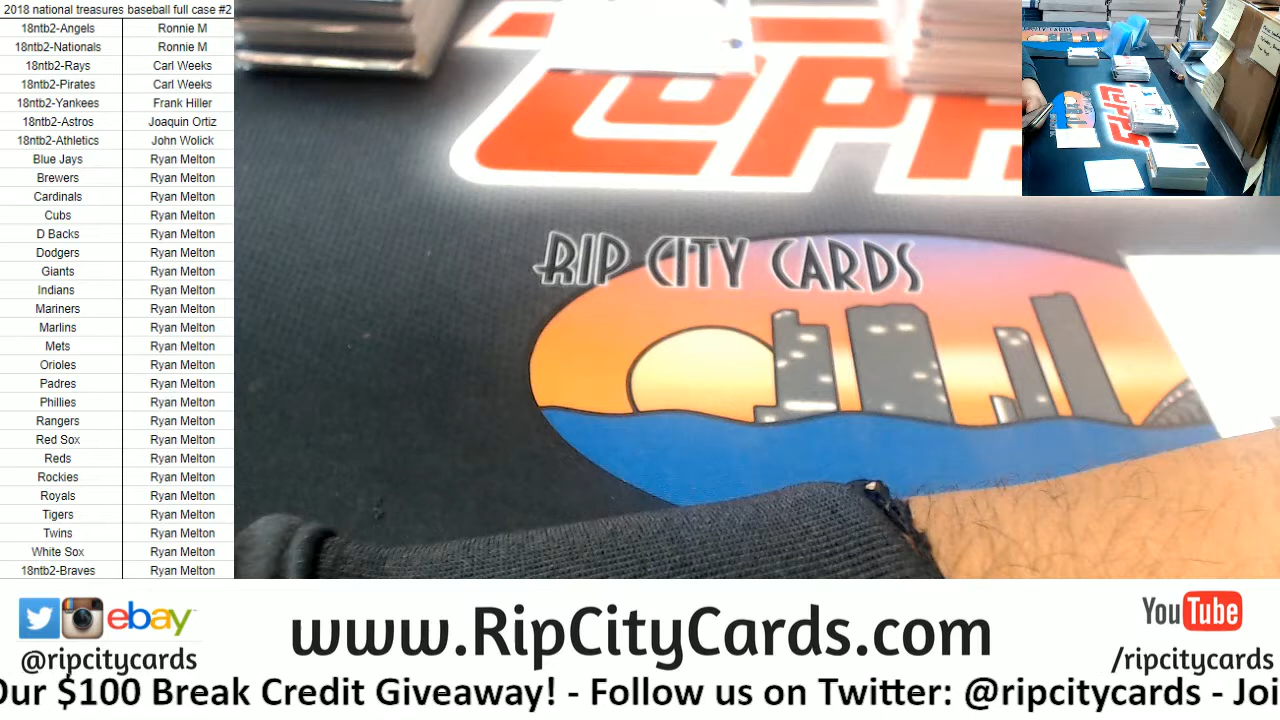 2018 national treasures baseball full case #2
18ntb2-Angels Ronnie M
18ntb2-Nationals Ronnie M
18ntb2-Rays Carl Weeks
18ntb2-Pirates Carl Weeks
18ntb2-Yankees Frank Hiller
18ntb2-Astros Joaquin Ortiz
18ntb2-Athletics John Wolick
Blue Jays Ryan Melton
Brewers Ryan Melton
Cardinals Ryan Melton
Cubs Ryan Melton
D Backs Ryan Melton
Dodgers Ryan Melton
Giants Ryan Melton
Indians Ryan Melton
Mariners Ryan Melton
Marlins Ryan Melton
Mets Ryan Melton
Orioles Ryan Melton
Padres Ryan Melton
Phillies Ryan Melton
Rangers Ryan Melton
Red Sox Ryan Melton
Reds Ryan Melton
Rockies Ryan Melton
Royals Ryan Melton
Tigers Ryan Melton
Twins Ryan Melton
White Sox Ryan Melton
18ntb2-Braves Ryan Melton
TOPPS
RIP CITY CARDS
ebay
@ripcitycards
www.RipCityCards.com
YouTube
/ripcitycards
Our $100 Break Credit Giveaway! - Follow us on Twitter: @ripcitycards - Joi